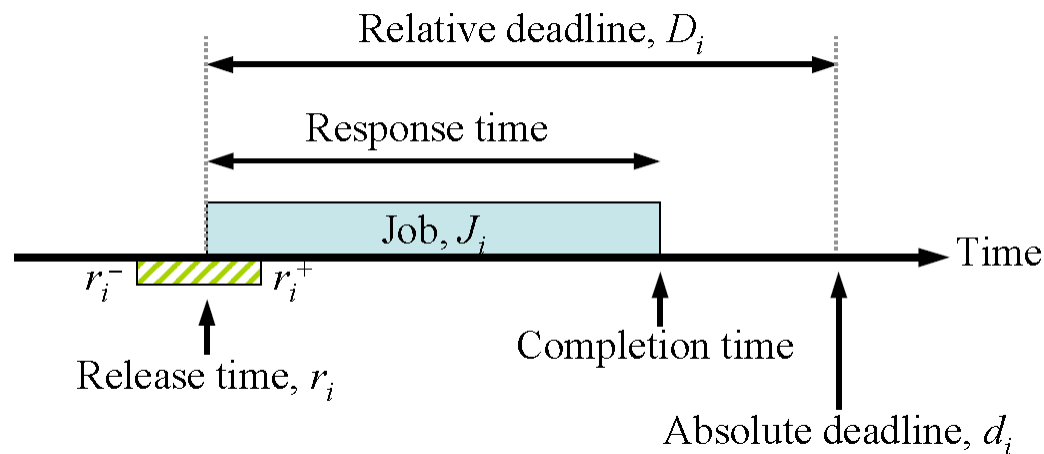 Relative deadline, Dᵢ
Response time
Job, Jᵢ
Time
rᵢ⁻
rᵢ⁺
Completion time
Release time, rᵢ
Absolute deadline, dᵢ